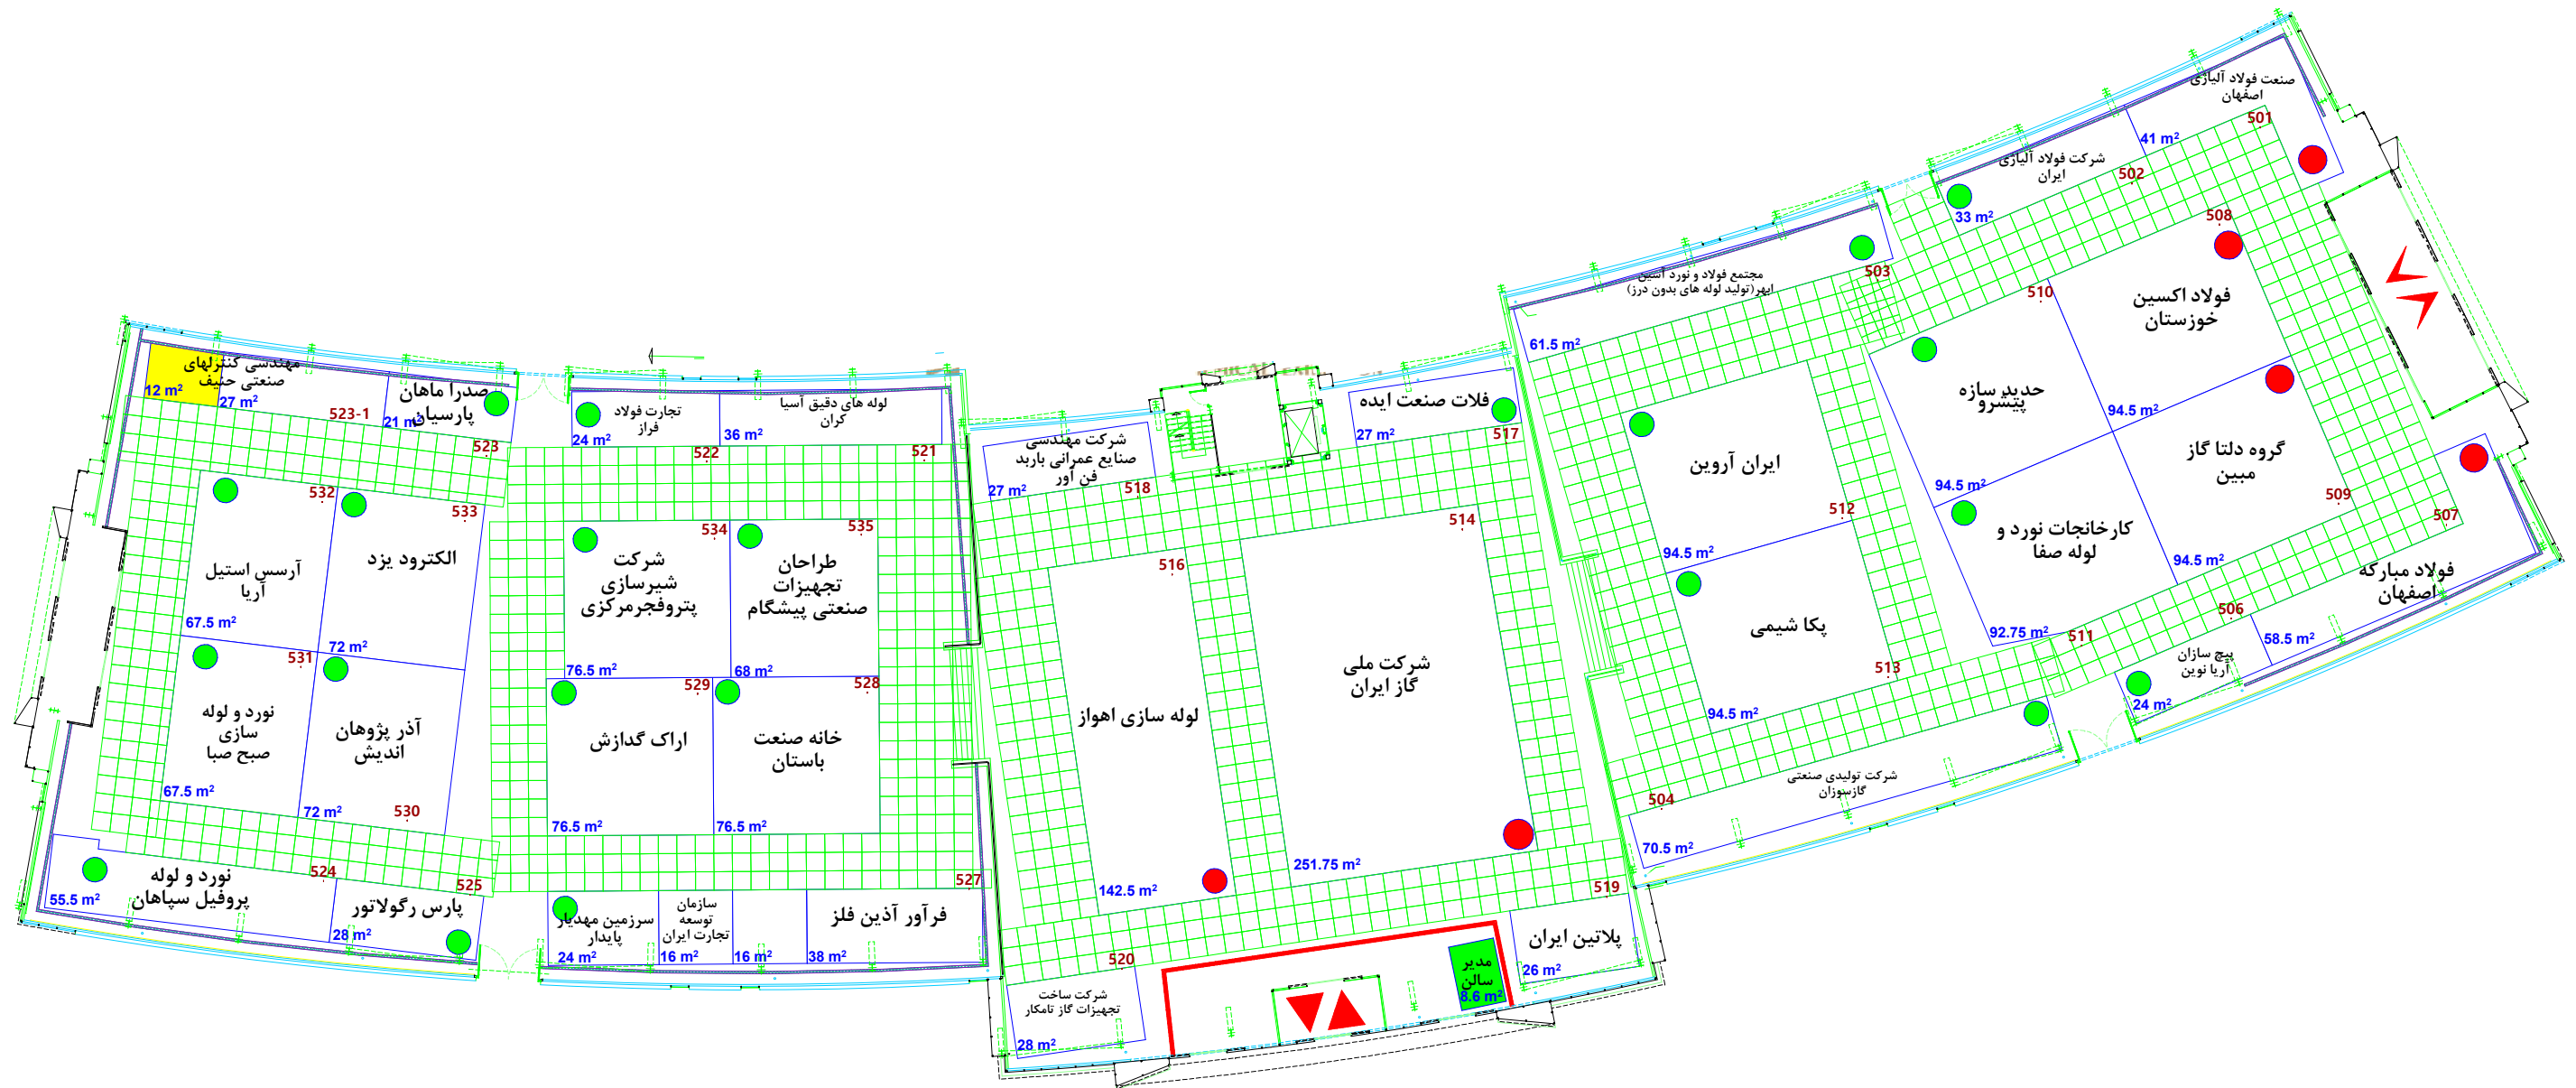 صنعت فولاد آلیاژی
اصفهان
501
41 m²
شرکت فولاد آلیاژی
ایران
502
33 m²
508
فولاد اکسین
خوزستان
94.5 m²
510
حدید سازه
پیشرو
94.5 m²
گروه دلتا گاز
مبین
509
94.5 m²
507
کارخانجات نورد و
لوله صفا
92.75 m²
511
فولاد مبارکه
اصفهان
58.5 m²
506
پیچ سازان
آریا نوین
24 m²
503
مجتمع فولاد و نورد آستین
ابهر(تولید لوله های بدون درز)
61.5 m²
ایران آروین
512
94.5 m²
پکا شیمی
513
94.5 m²
504
شرکت تولیدی صنعتی
گازسوزان
70.5 m²
فلات صنعت ایده
27 m²
517
شرکت مهندسی
صنایع عمرانی باربد
فن آور
27 m²
518
514
شرکت ملی
گاز ایران
251.75 m²
516
لوله سازی اهواز
142.5 m²
519
پلاتین ایران
26 m²
مدیر
سالن
8.6 m²
520
شرکت ساخت
تجهیزات گاز تامکار
28 m²
لوله های دقیق آسیا
کران
36 m²
521
تجارت فولاد
فراز
24 m²
522
535
طراحان
تجهیزات
صنعتی پیشگام
68 m²
534
شرکت
شیرسازی
پتروفجرمرکزی
76.5 m²
528
خانه صنعت
باستان
76.5 m²
529
اراک گدازش
76.5 m²
527
فرآور آذین فلز
38 m²
16 m²
سازمان
توسعه
تجارت ایران
16 m²
سرزمین مهدیار
پایدار
24 m²
صدرا ماهان
پارسیان
21 m²
523
مهندسی کنترلهای
صنعتی حنیف
27 m²
523-1
12 m²
533
الکترود یزد
72 m²
532
آرسس استیل
آریا
67.5 m²
530
آذر پژوهان
اندیش
72 m²
531
نورد و لوله
سازی
صبح صبا
67.5 m²
525
پارس رگولاتور
28 m²
524
نورد و لوله
پروفیل سپاهان
55.5 m²